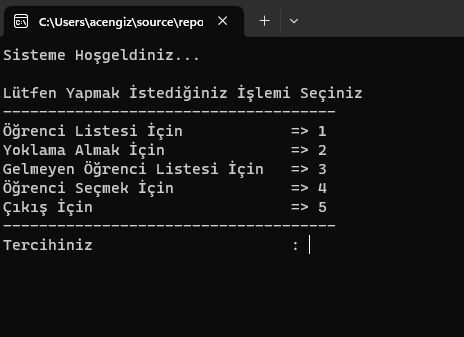 C:\Users\acengiz\source\repo
Sisteme Hoşgeldiniz...
Lütfen Yapmak İstediğiniz İşlemi Seçiniz
-------------------------------------
Öğrenci Listesi İçin => 1
Yoklama Almak İçin => 2
Gelmeyen Öğrenci Listesi İçin => 3
Öğrenci Seçmek İçin => 4
Çıkış İçin => 5
-------------------------------------
Tercihiniz :